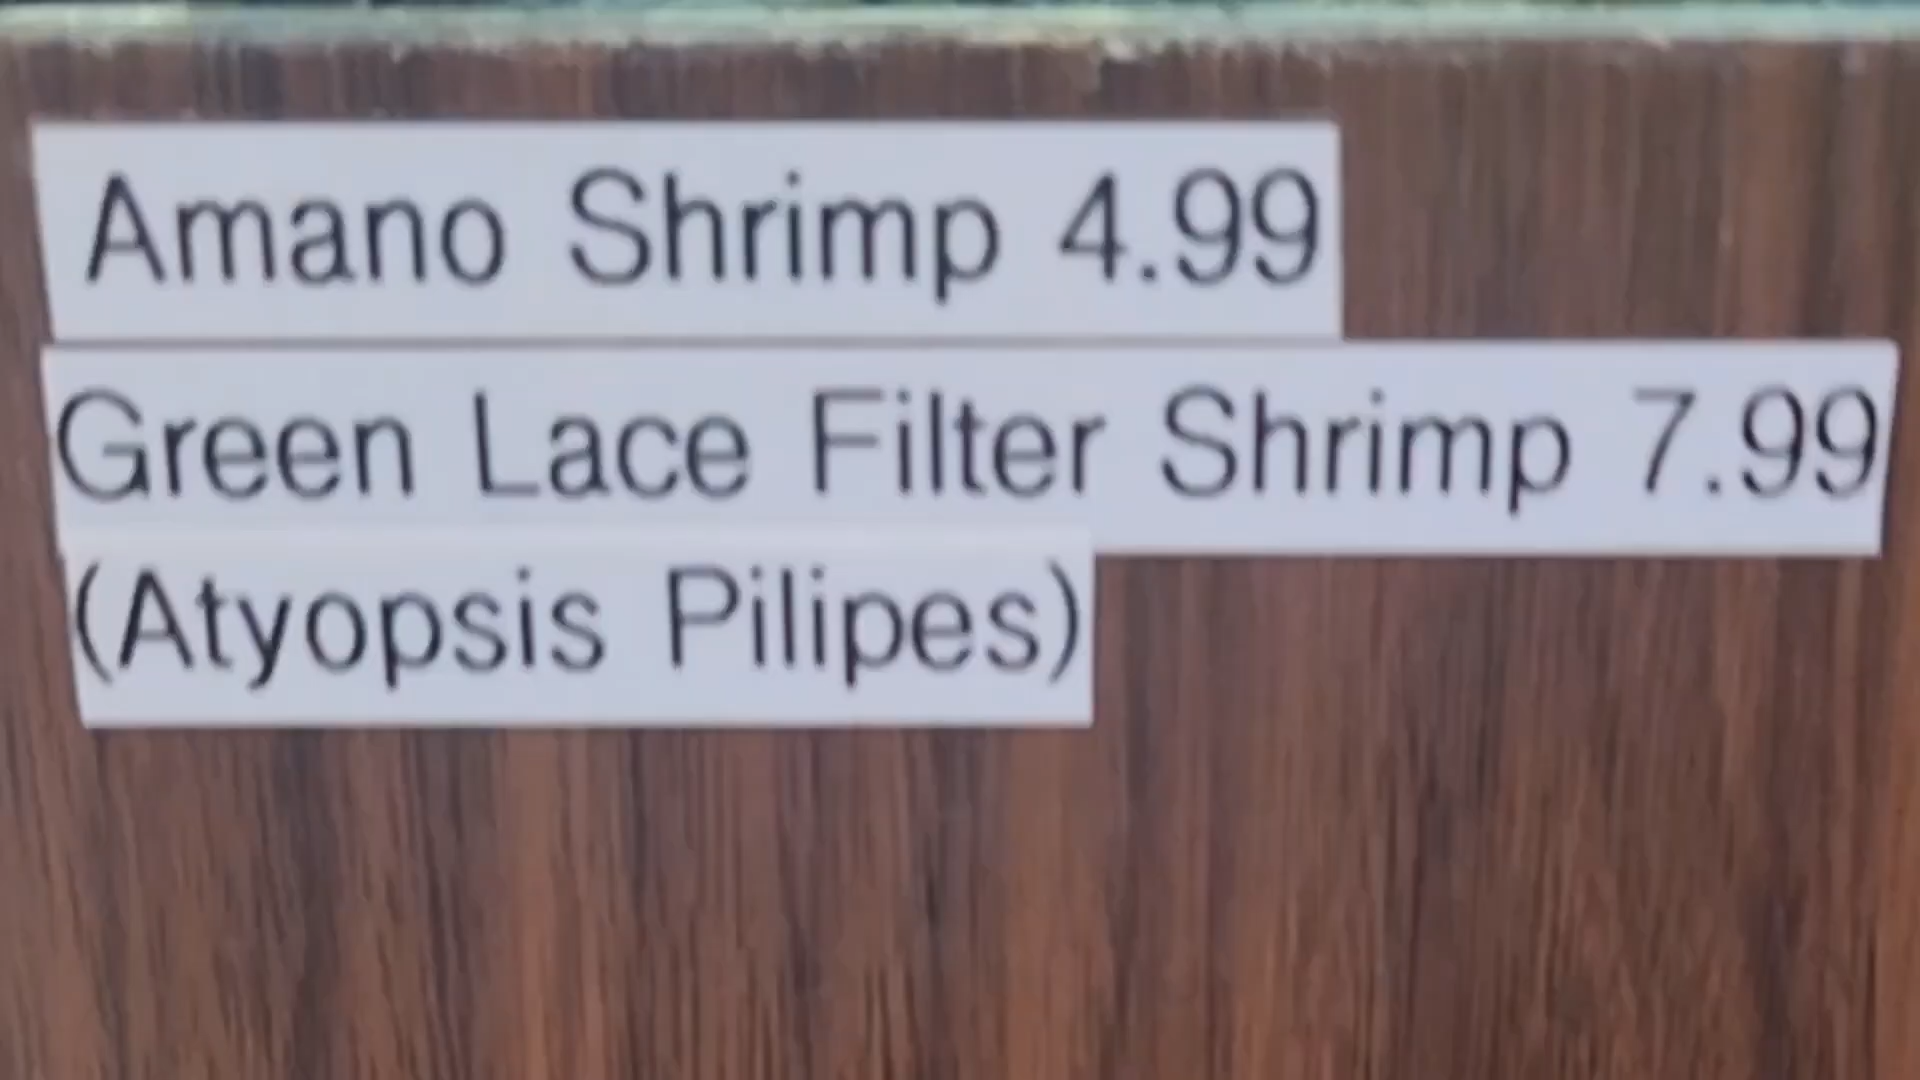 Amano Shrimp 4.99
Green Lace Filter Shrimp 7.99
(Atyopsis Pilipes)